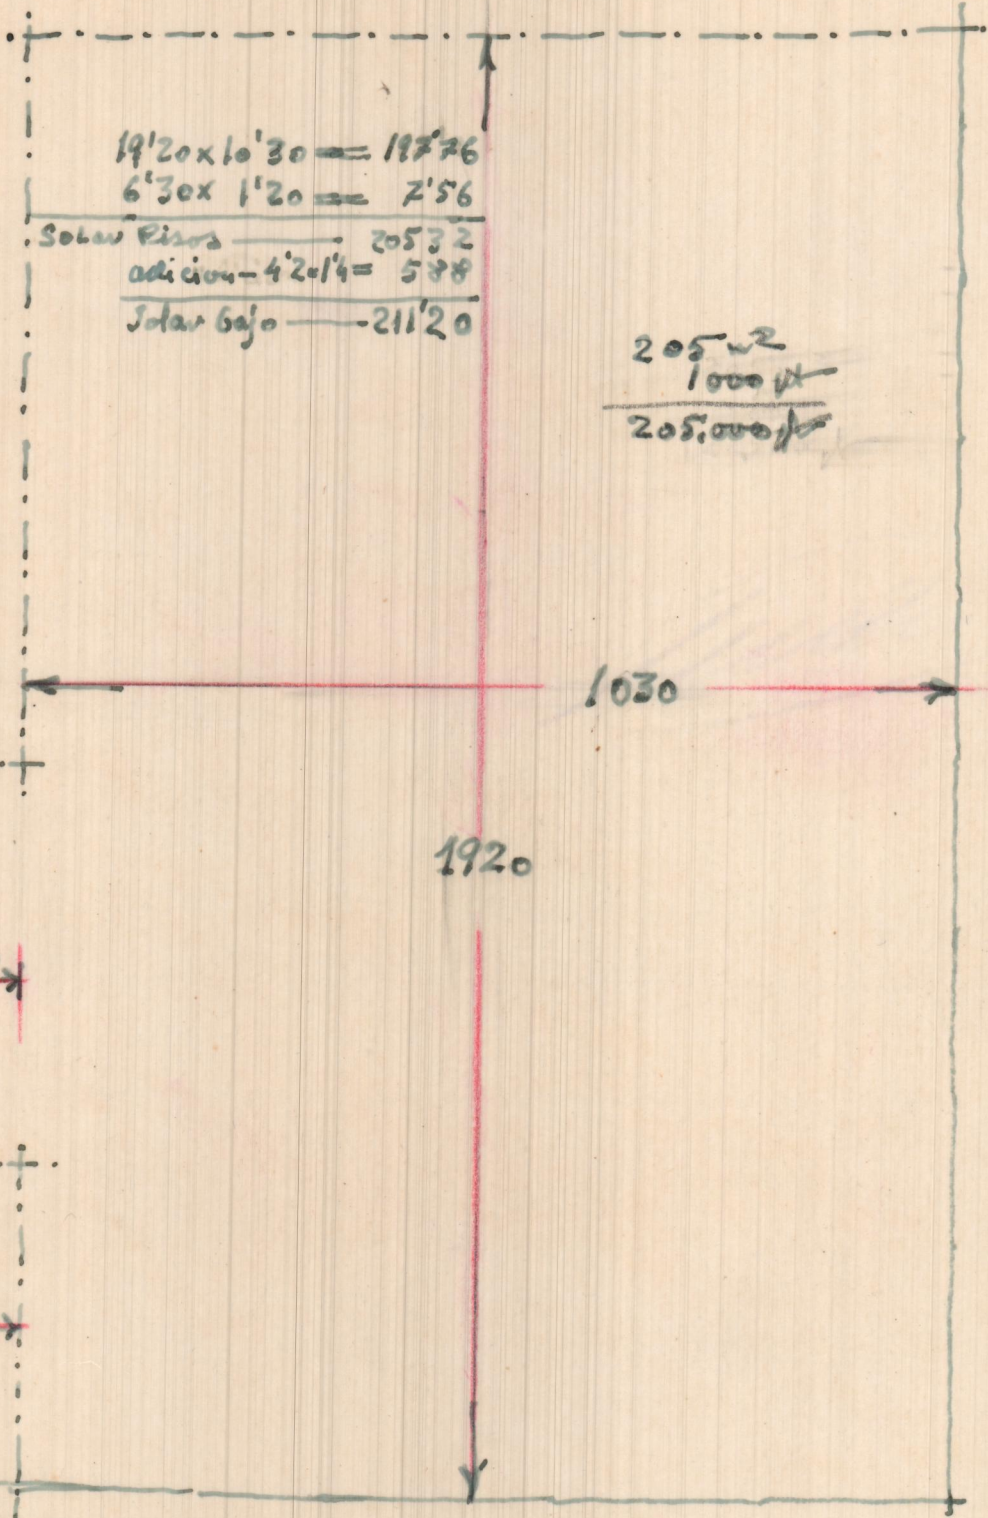 19'20 x 10'30 == 197'76
6'30 x 1'20 == 7'56
Solar Pisos —— 205 32
adicion - 4'2 = 1'4 = 5 88
Solar Bajo —— 211'20
205 m2
1000 pt
205.000 pt
1030
1920